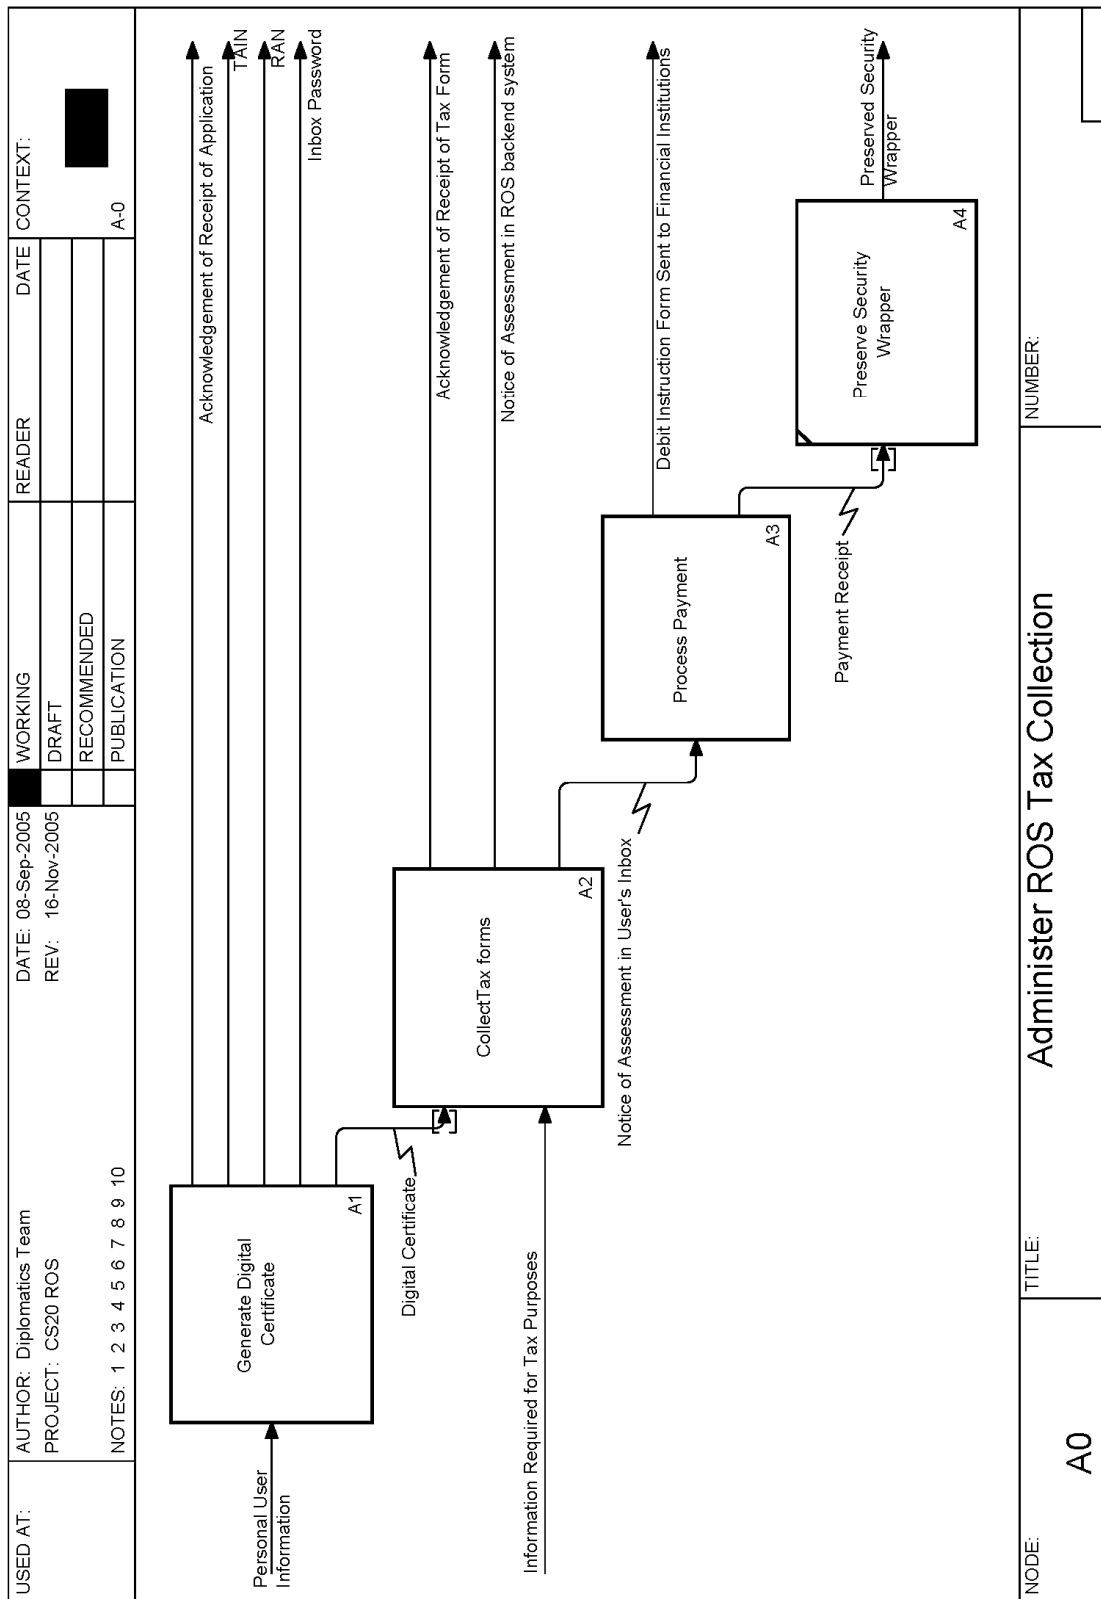 USED AT:
AUTHOR: Diplomatics Team
PROJECT: CS20 ROS
NOTES: 1 2 3 4 5 6 7 8 9 10
DATE: 08-Sep-2005
REV: 16-Nov-2005
WORKING
DRAFT
RECOMMENDED
PUBLICATION
READER
DATE
CONTEXT:
A-0
Acknowledgement of Receipt of Application
TAIN
RAN
Inbox Password
Personal User
Information
Generate Digital
Certificate
A1
Digital Certificate
Acknowledgement of Receipt of Tax Form
Notice of Assessment in ROS backend system
Information Required for Tax Purposes
CollectTax forms
A2
Notice of Assessment in User's Inbox
Debit Instruction Form Sent to Financial Institutions
Process Payment
A3
Payment Receipt
Preserve Security
Wrapper
A4
Preserved Security
Wrapper
NODE:
A0
TITLE:
Administer ROS Tax Collection
NUMBER: